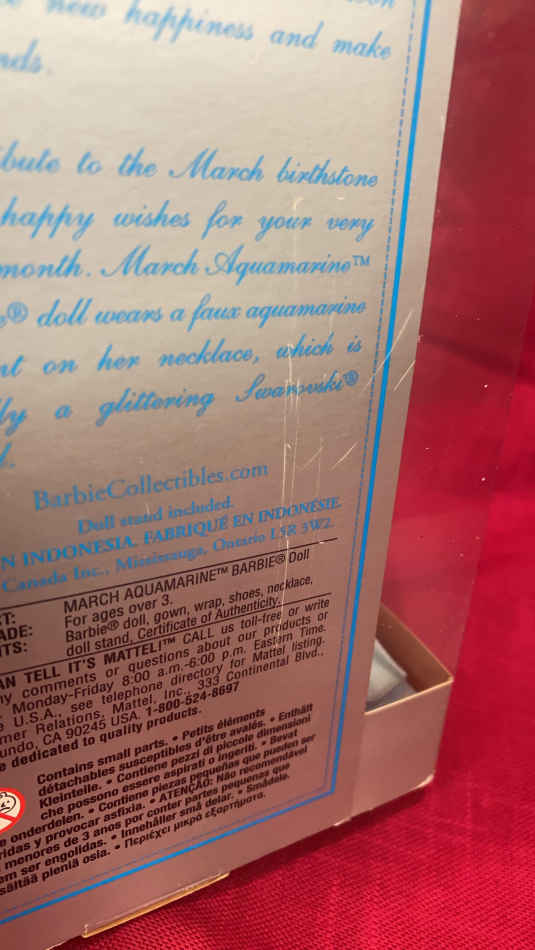 new happiness and make
nds.
bute to the March birthstone
happy wishes for your very
month. March Aquamarine™
® doll wears a faux aquamarine
nt on her necklace, which is
ly a glittering Swarovski®
l.
BarbieCollectibles.com
Doll stand included.
N INDONESIA. FABRIQUÉ EN INDONÉSIE.
Canada Inc., Mississauga, Ontario L5R 3W2.
CT: MARCH AQUAMARINE™ BARBIE® Doll
ADE: For ages over 3.
NTS: Barbie® doll, gown, wrap, shoes, necklace,
doll stand, Certificate of Authenticity.
AN TELL IT'S MATTEL!™ CALL us toll-free or write
ny comments or questions about our products or
Monday-Friday 8:00 a.m.-6:00 p.m. Eastern Time.
U.S.A., see telephone directory for Mattel listing.
mer Relations, Mattel, Inc., 333 Continental Blvd.,
undo, CA 90245 USA. 1-800-524-8697
e dedicated to quality products.
Contains small parts. • Petits éléments
détachables susceptibles d'être avalés. • Enthält
Kleinteile. • Contiene pezzi di piccole dimensioni
che possono essere aspirati o ingeriti. • Bevat
e onderdelen. • Contiene piezas pequeñas que pueden ser
ridas y provocar asfixia. • ATENÇÃO: Não recomendável
menores de 3 anos por conter partes pequenas que
em ser engolidas. • Innehåller små delar. • Smådele.
sältää pieniä osia. • Περιέχει μικρά εξαρτήματα.